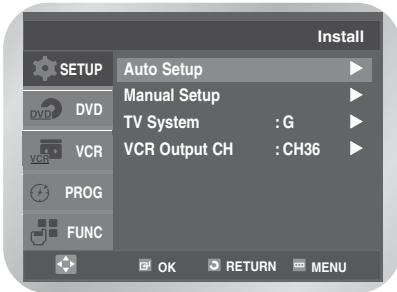 Install
SETUP
Auto Setup
Manual Setup
DVD DVD
TV System : G
VCR VCR
VCR Output CH : CH36
PROG
FUNC
OK RETURN MENU